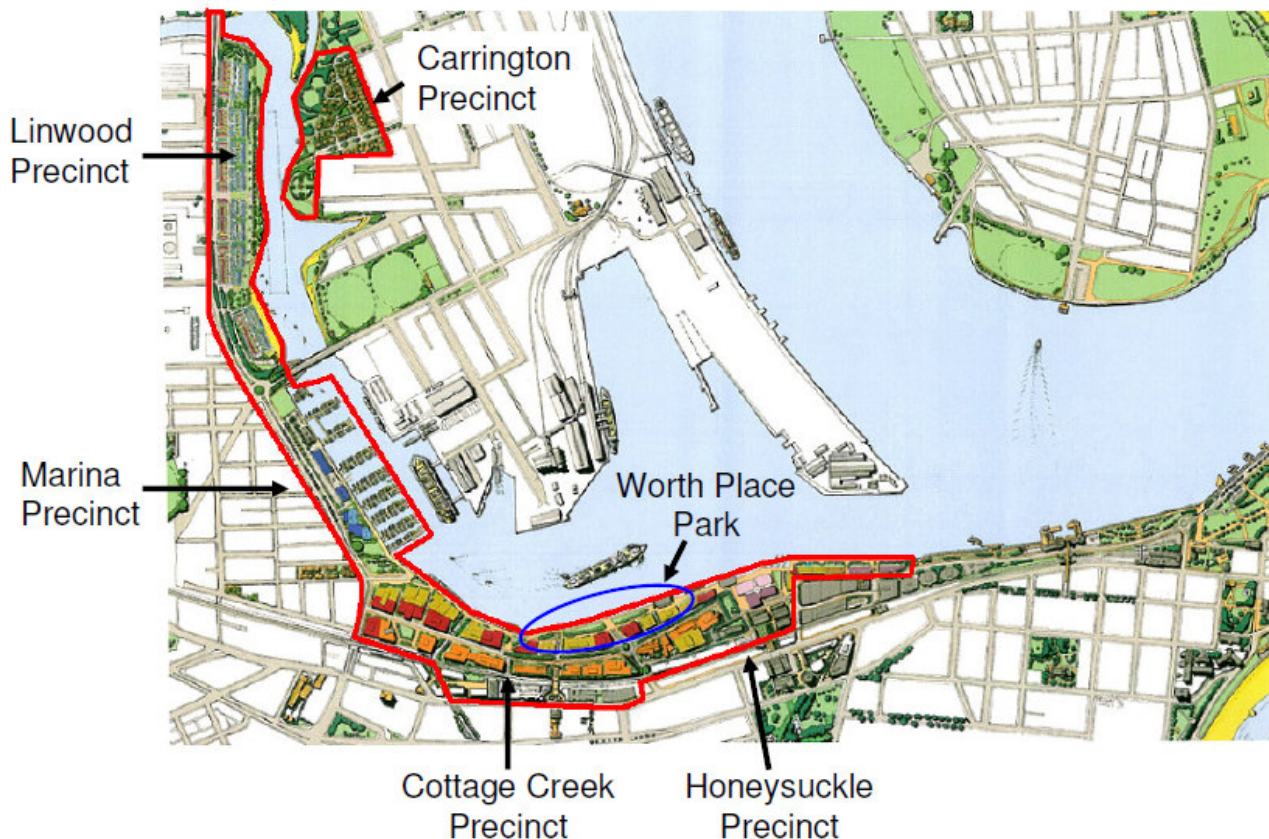 Carrington
Precinct
Linwood
Precinct
Marina
Precinct
Worth Place
Park
Cottage Creek
Precinct
Honeysuckle
Precinct